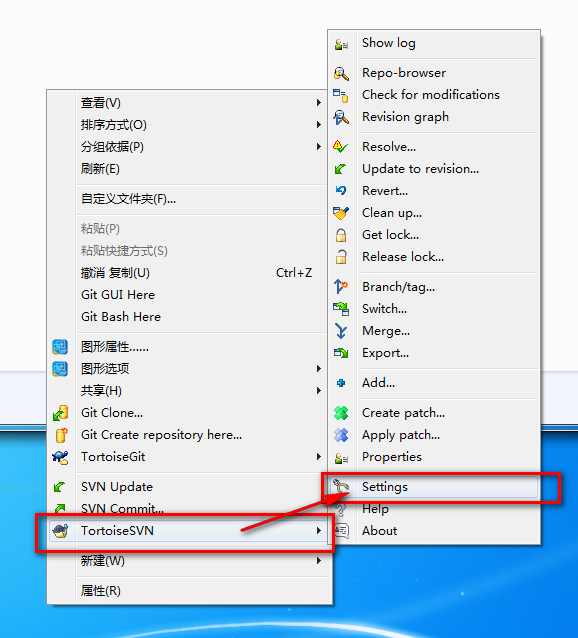 查看(V)
排序方式(O)
分组依据(P)
刷新(E)
自定义文件夹(F)...
粘贴(P)
粘贴快捷方式(S)
撤消 复制(U) Ctrl+Z
Git GUI Here
Git Bash Here
图形属性......
图形选项
共享(H)
Git Clone...
Git Create repository here...
TortoiseGit
SVN Update
SVN Commit...
TortoiseSVN
新建(W)
属性(R)
Show log
Repo-browser
Check for modifications
Revision graph
Resolve...
Update to revision...
Revert...
Clean up...
Get lock...
Release lock...
Branch/tag...
Switch...
Merge...
Export...
Add...
Create patch...
Apply patch...
Properties
Settings
Help
About